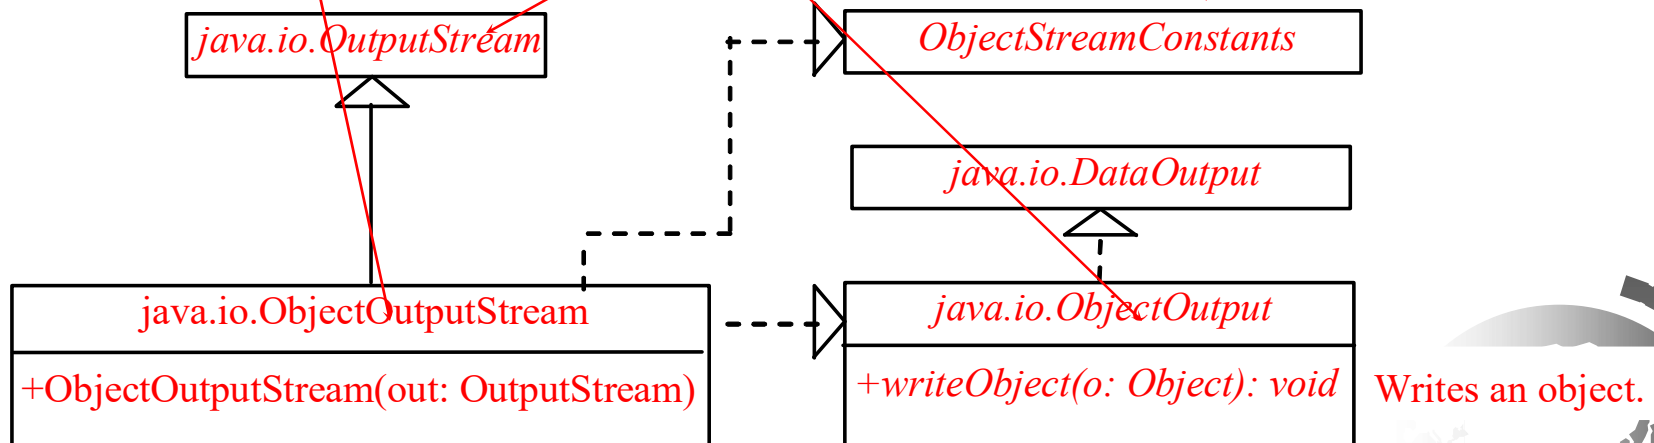 java.io.OutputStream
ObjectStreamConstants
java.io.DataOutput
java.io.ObjectOutputStream
java.io.ObjectOutput
+ObjectOutputStream(out: OutputStream)
+writeObject(o: Object): void
Writes an object.